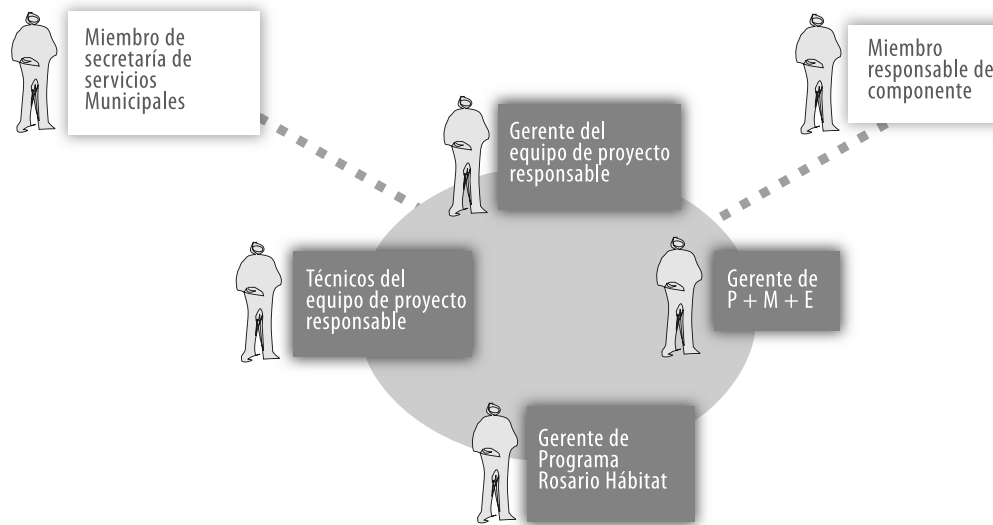 Miembro de
secretaría de
servicios
Municipales
Miembro
responsable de
componente
Gerente del
equipo de proyecto
responsable
Técnicos del
equipo de proyecto
responsable
Gerente de
P + M + E
Gerente de
Programa
Rosario Hábitat